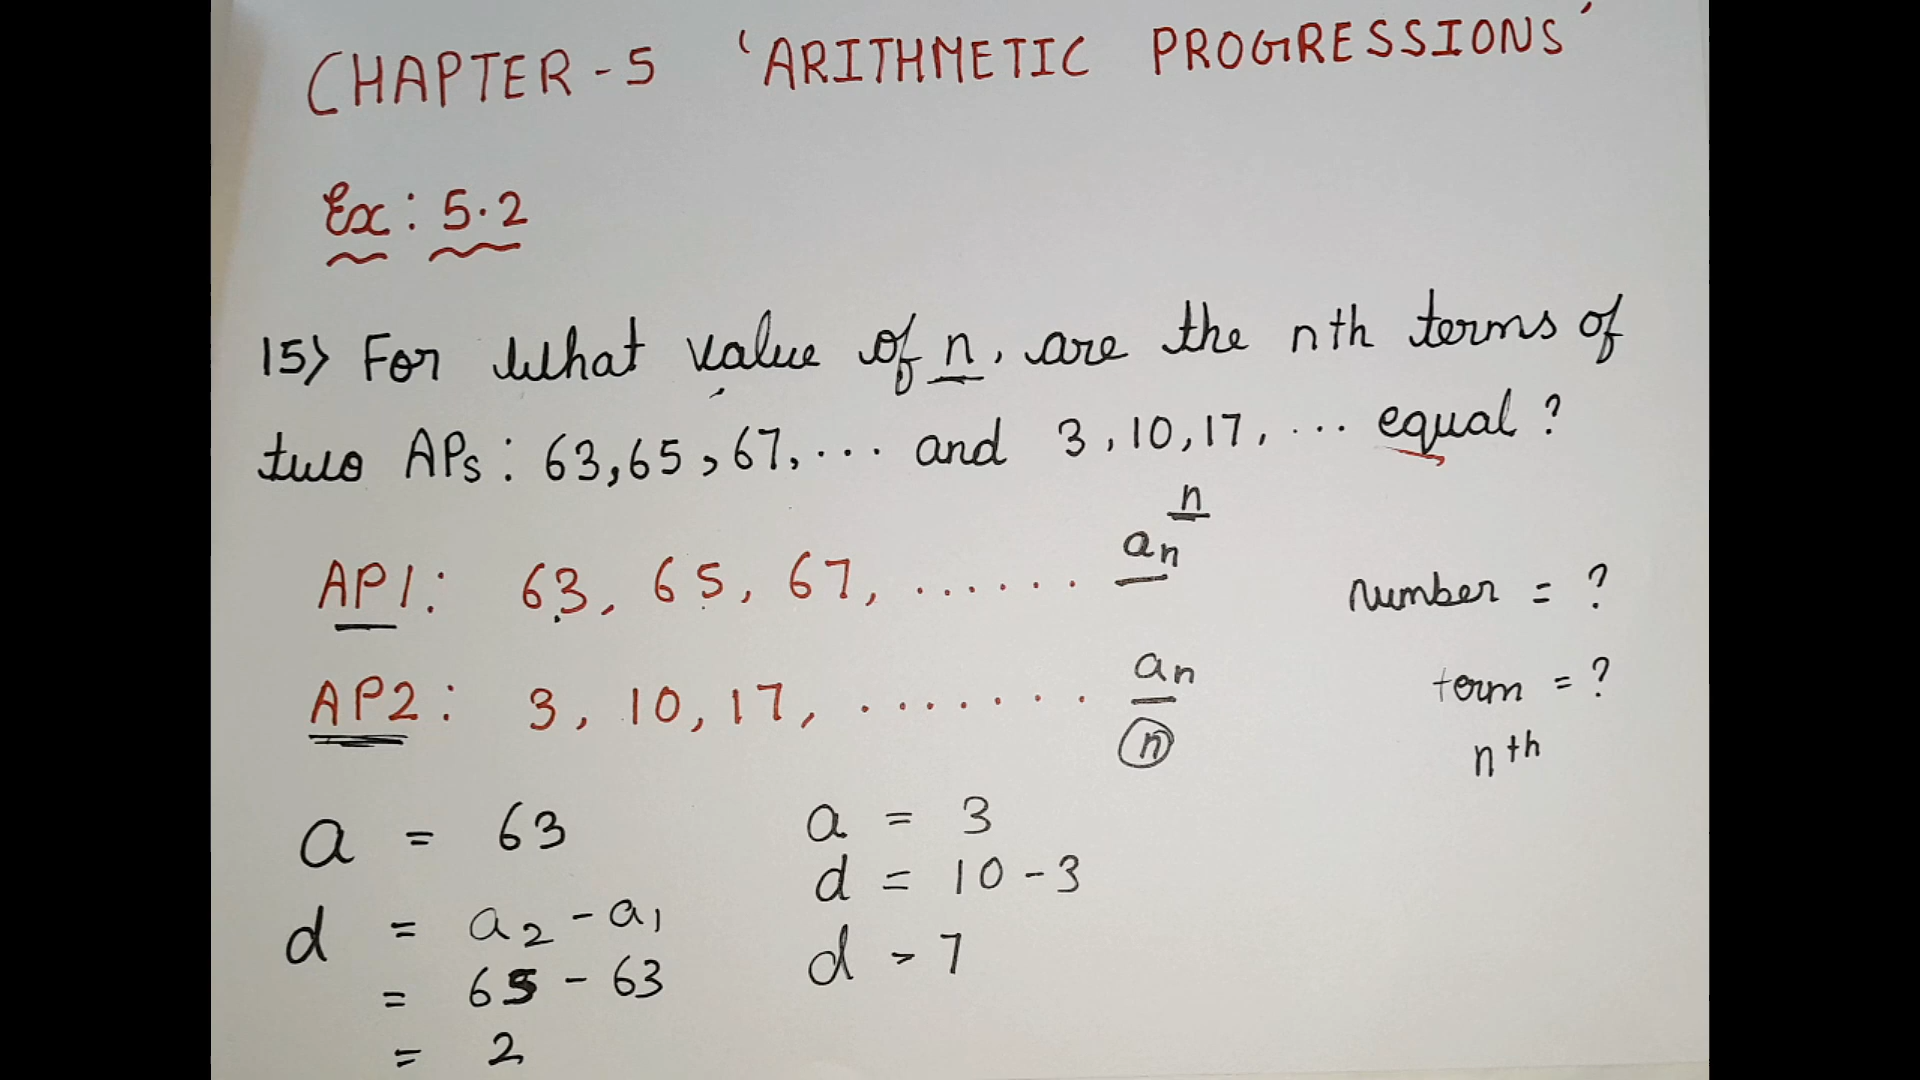 CHAPTER-5 'ARITHMETIC PROGRESSIONS'
Ex: 5.2
15) For what value of n, are the nth terms of
two APs: 63,65,67,... and 3,10,17,... equal?
n
AP1: 63, 65, 67, ...... an
number = ?
AP2: 3, 10, 17, ....... an
term = ?
n
nth
a = 63
a = 3
d = 10 - 3
d = a2 - a1
d = 7
= 65 - 63
= 2